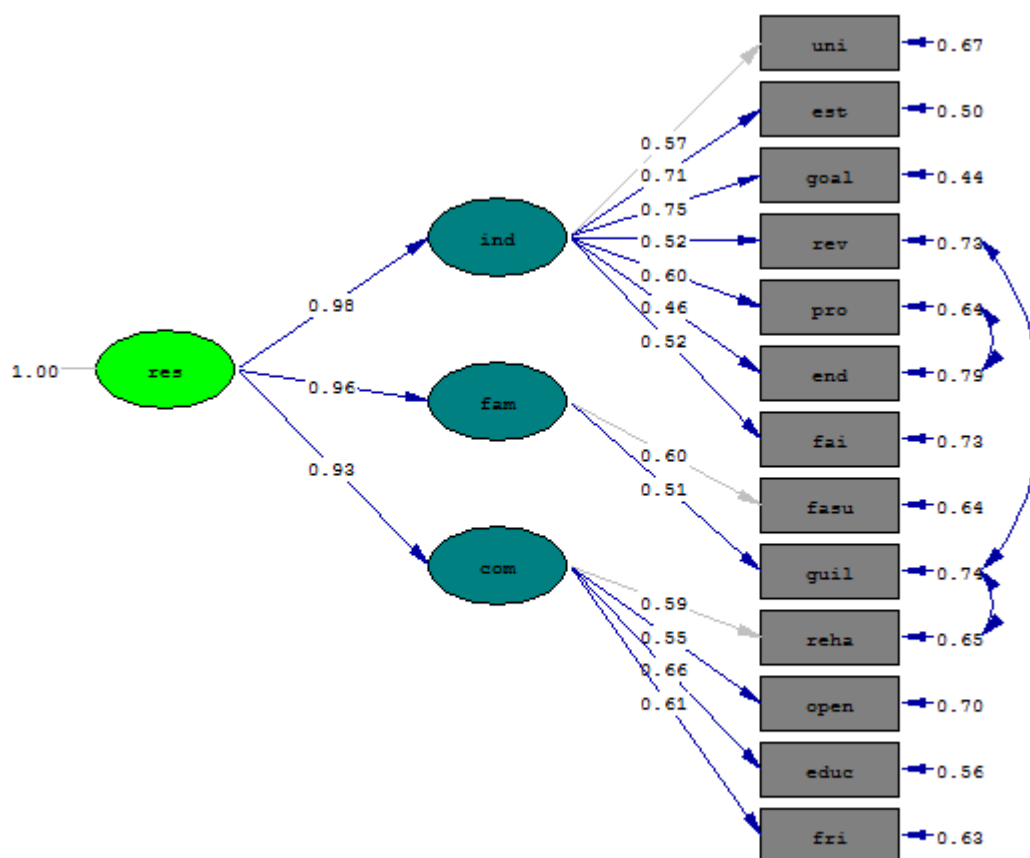 uni 0.67
est 0.50
0.57
0.71
goal 0.44
0.75
ind
0.52
rev 0.73
0.60
0.98
0.46
pro 0.64
0.52
1.00
res
end 0.79
0.96
fam
fai 0.73
0.60
0.93
0.51
fasu 0.64
com
guil 0.74
0.59
reha 0.65
0.55
0.66
0.61
open 0.70
educ 0.56
fri 0.63